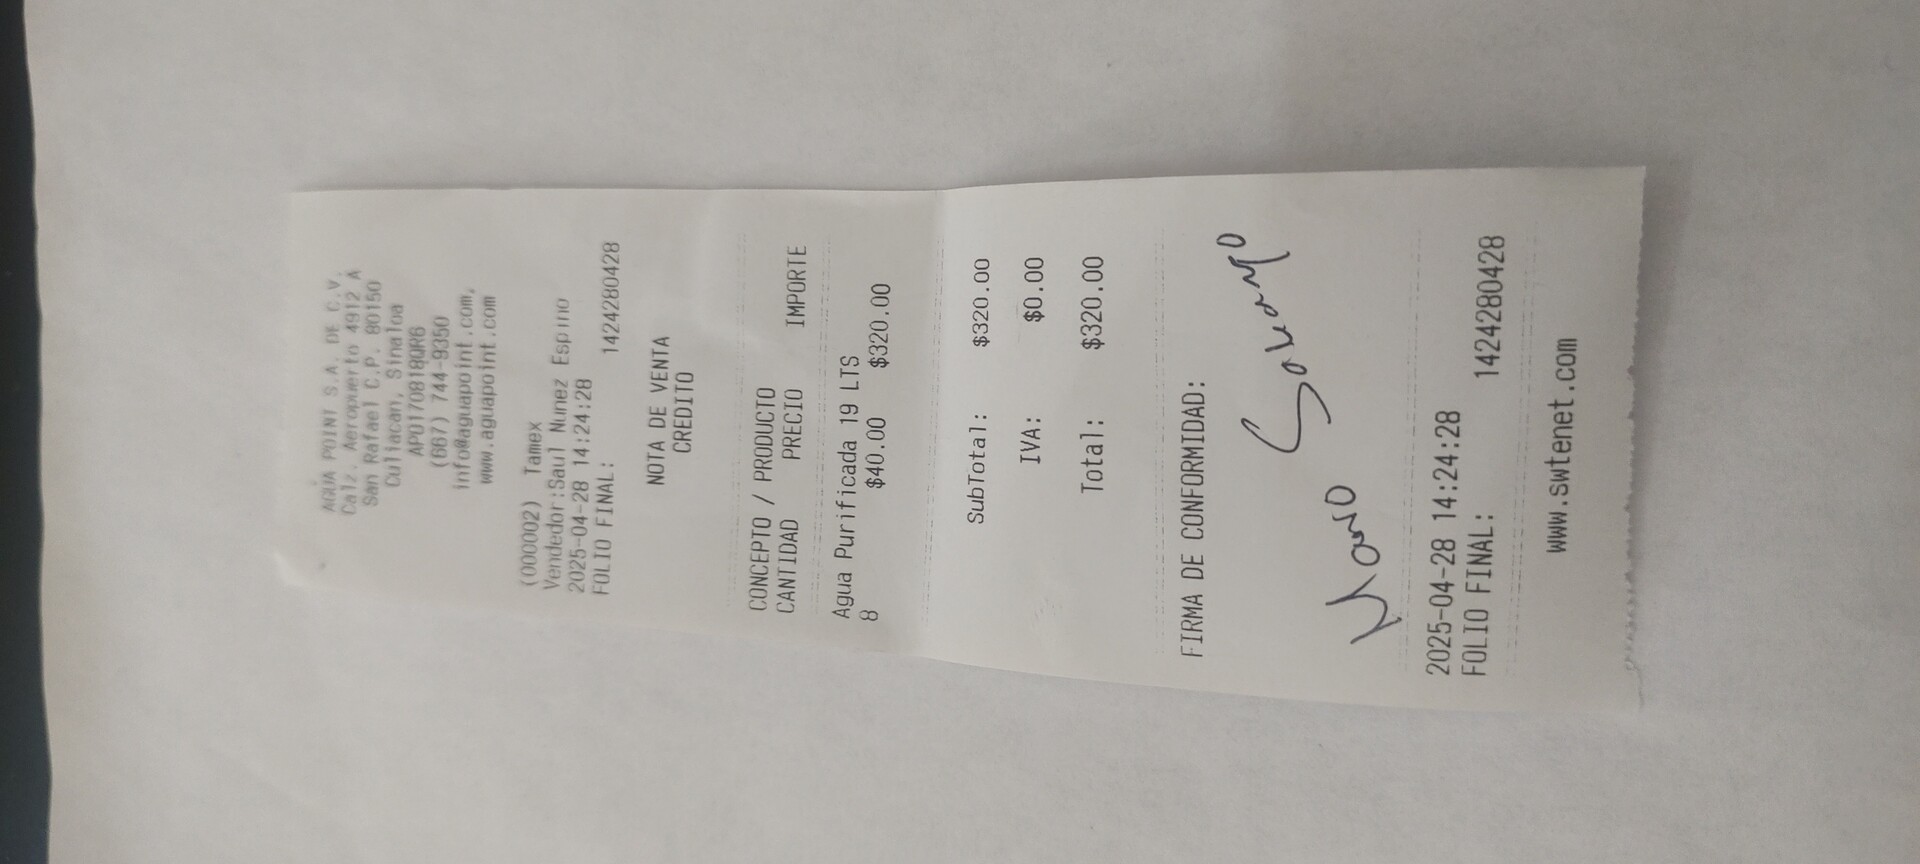 AGUA POINT S.A. DE C.V.
Calz. Aeropuerto 4912 A
San Rafael C.P. 80150
Culiacan, Sinaloa
APO170818QR6
(667) 744-9350
info@aguapoint.com,
www.aguapoint.com
(000002) Tamex
Vendedor:Saul Nunez Espino
2025-04-28 14:24:28
FOLIO FINAL: 1424280428
NOTA DE VENTA
CREDITO
CONCEPTO / PRODUCTO
CANTIDAD PRECIO IMPORTE
Agua Purificada 19 LTS
8 $40.00 $320.00
SubTotal: $320.00
IVA: $0.00
Total: $320.00
FIRMA DE CONFORMIDAD:
2025-04-28 14:24:28
FOLIO FINAL: 1424280428
www.swtenet.com